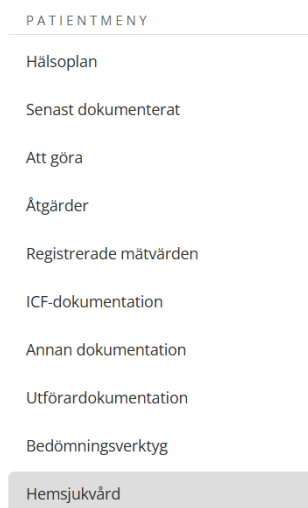 PATIENTMENY
Hälsoplan
Senast dokumenterat
Att göra
Åtgärder
Registrerade mätvärden
ICF-dokumentation
Annan dokumentation
Utförardokumentation
Bedömningsverktyg
Hemsjukvård